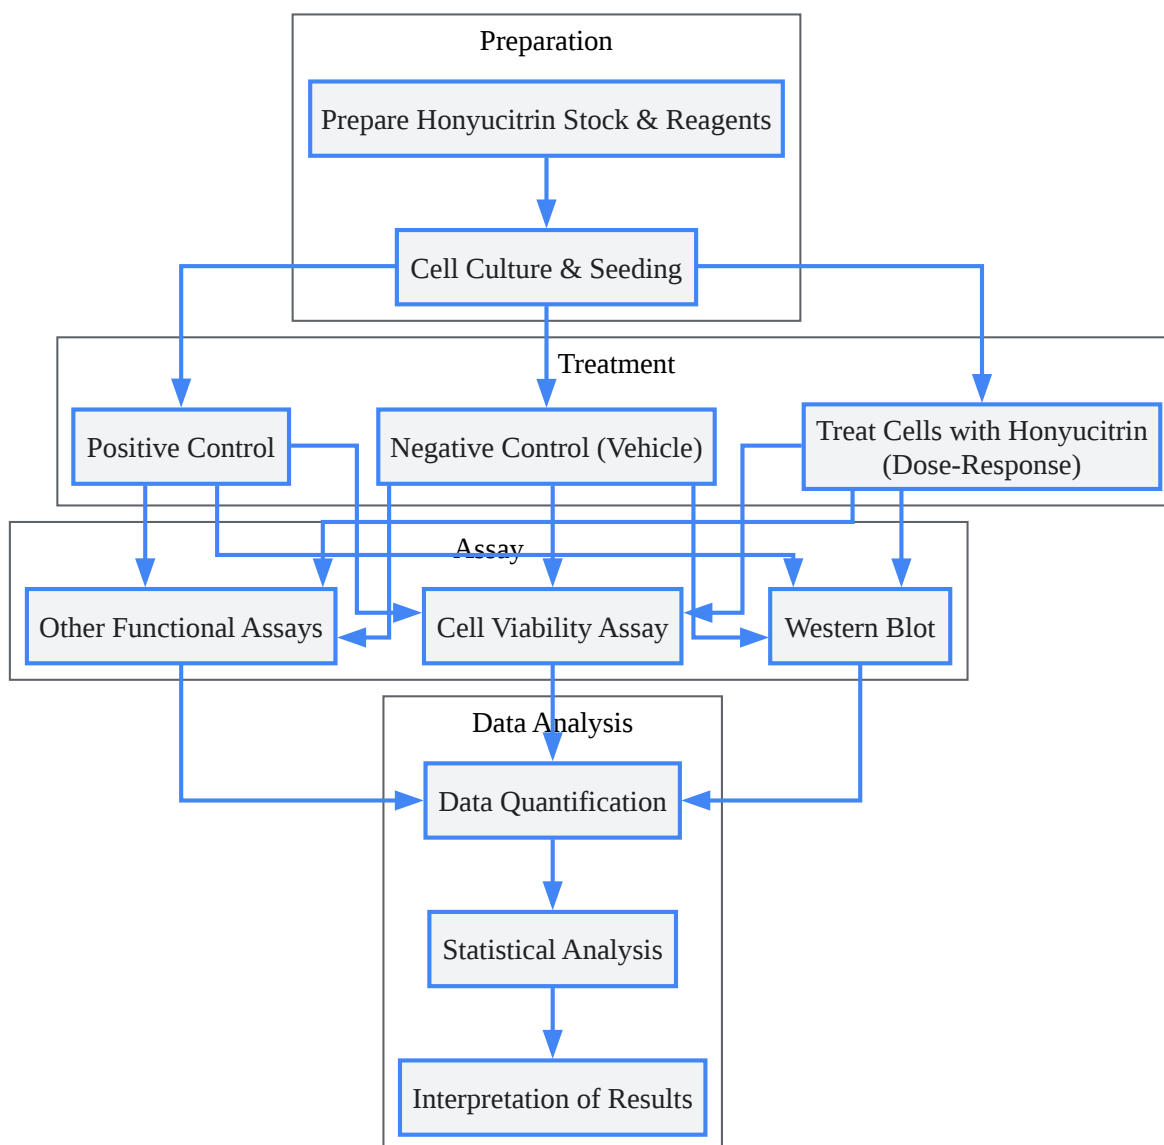 Preparation
Prepare Honyucitrin Stock & Reagents
Cell Culture & Seeding
Treatment
Positive Control
Negative Control (Vehicle)
Treat Cells with Honyucitrin
(Dose-Response)
Assay
Other Functional Assays
Cell Viability Assay
Western Blot
Data Analysis
Data Quantification
Statistical Analysis
Interpretation of Results